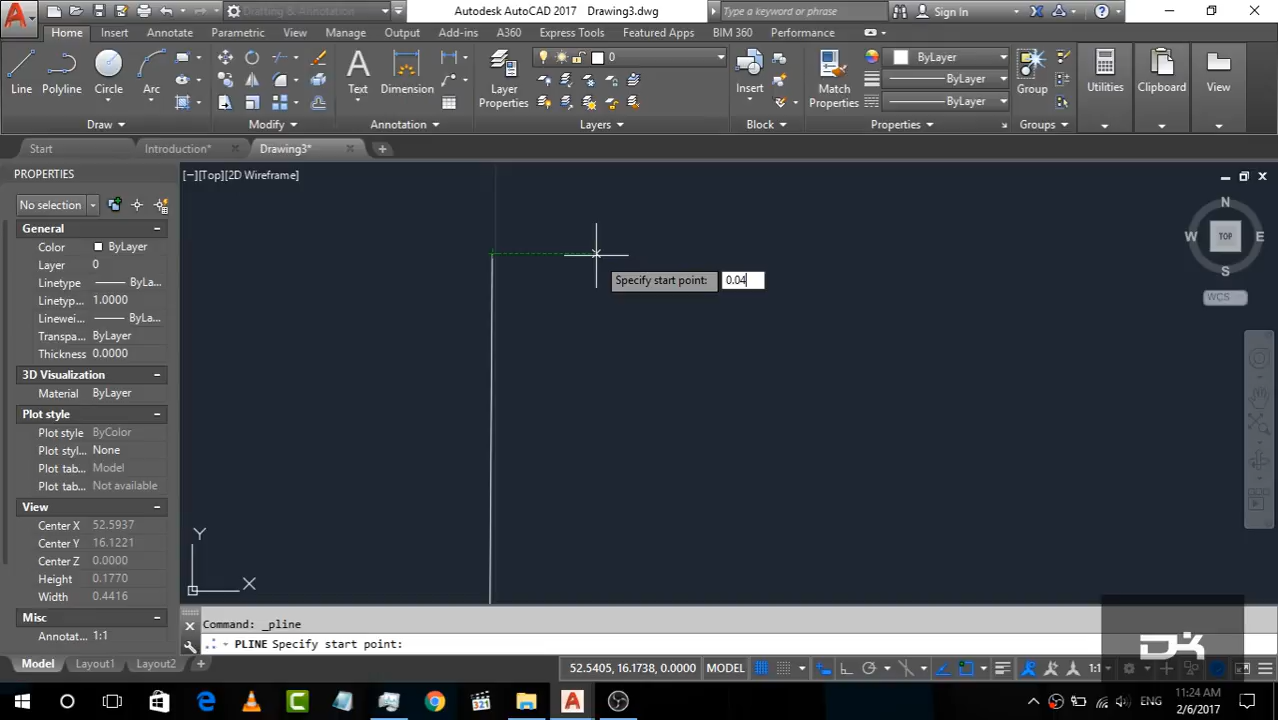 Drafting & Annotation
Autodesk AutoCAD 2017 Drawing3.dwg
Type a keyword or phrase
Sign In
Home Insert Annotate Parametric View Manage Output Add-ins A360 Express Tools Featured Apps BIM 360 Performance
Line Polyline Circle Arc
Text Dimension
Layer Properties
0
Insert
Match Properties
ByLayer
ByLayer
ByLayer
Group
Utilities Clipboard View
Draw Modify Annotation Layers Block Properties Groups
Start Introduction* Drawing3*
PROPERTIES
[−][Top][2D Wireframe]
No selection
General
Color ByLayer
Layer 0
Linetype ByLa...
Linetyp... 1.0000
Linewei... ByLa...
Transpa... ByLayer
Thickness 0.0000
3D Visualization
Material ByLayer
Plot style
Plot style ByColor
Plot styl... None
Plot tab... Model
Plot tab... Not available
View
Center X 52.5937
Center Y 16.1221
Center Z 0.0000
Height 0.1770
Width 0.4416
Misc
Annotat... 1:1
N
W TOP E
S
WCS
Specify start point: 0.04
Y
X
Command: _pline
PLINE Specify start point:
DK
Model Layout1 Layout2
52.5405, 16.1738, 0.0000 MODEL
1:1
321
ENG
11:24 AM
2/6/2017